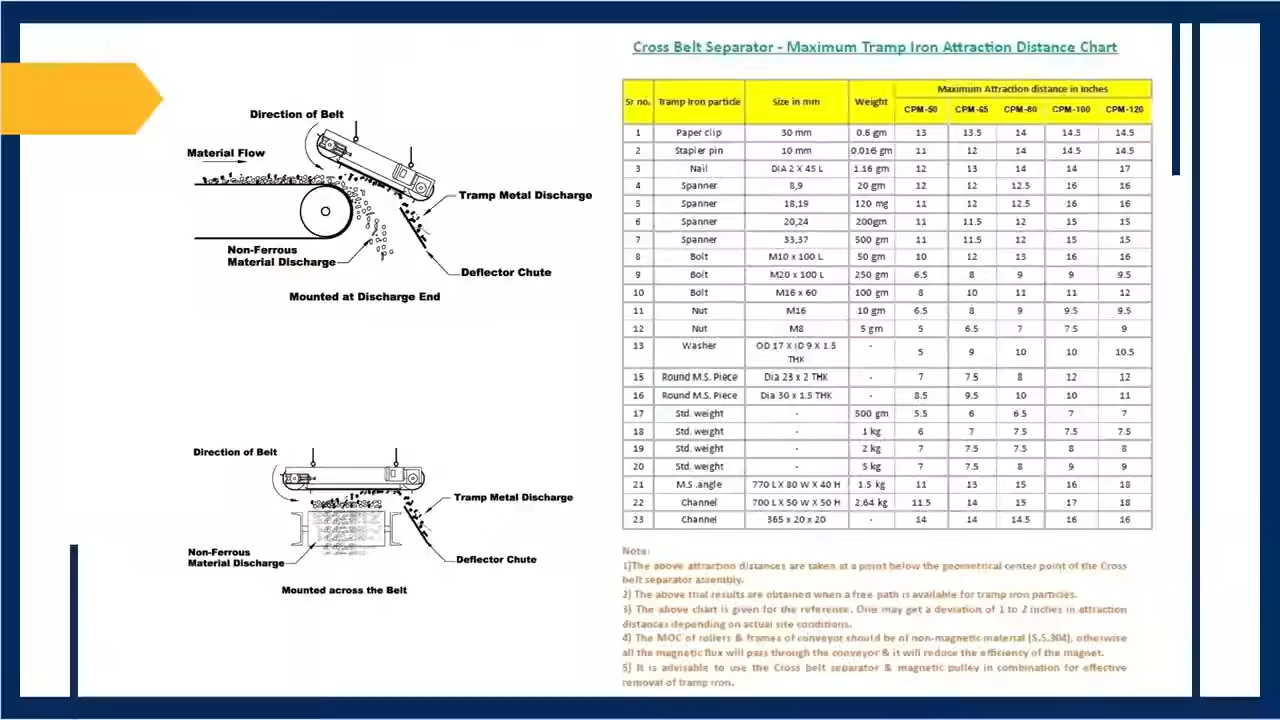 Direction of Belt
Material Flow
Tramp Metal Discharge
Non-Ferrous
Material Discharge
Deflector Chute
Mounted at Discharge End
Direction of Belt
Tramp Metal Discharge
Non-Ferrous
Material Discharge
Deflector Chute
Mounted across the Belt
Cross Belt Separator - Maximum Tramp Iron Attraction Distance Chart
Sr no. Tramp Iron particle Size in mm Weight Maximum Attraction distance in Inches
CPM-50 CPM-65 CPM-80 CPM-100 CPM-120
1 Paper clip 30 mm 0.6 gm 13 13.5 14 14.5 14.5
2 Stapler pin 10 mm 0.016 gm 11 12 14 14.5 14.5
3 Nail DIA 2 X 45 L 1.16 gm 12 13 14 14 17
4 Spanner 8,9 20 gm 12 12 12.5 16 16
5 Spanner 18,19 120 mg 11 12 12.5 16 16
6 Spanner 20,24 200gm 11 11.5 12 15 15
7 Spanner 33,37 500 gm 11 11.5 12 15 15
8 Bolt M10 x 100 L 50 gm 10 12 13 16 16
9 Bolt M20 x 100 L 250 gm 6.5 8 9 9 9.5
10 Bolt M16 x 60 100 gm 8 10 11 11 12
11 Nut M16 10 gm 6.5 8 9 9.5 9.5
12 Nut M8 5 gm 5 6.5 7 7.5 9
13 Washer OD 17 X ID 9 X 1.5 - 5 9 10 10 10.5
THK
15 Round M.S. Piece Dia 23 x 2 THK - 7 7.5 8 12 12
16 Round M.S. Piece Dia 30 x 1.5 THK - 8.5 9.5 10 10 11
17 Std. weight - 500 gm 5.5 6 6.5 7 7
18 Std. weight - 1 kg 6 7 7.5 7.5 7.5
19 Std. weight - 2 kg 7 7.5 7.5 8 8
20 Std. weight - 5 kg 7 7.5 8 9 9
21 M.S .angle 770 L X 80 W X 40 H 1.5 kg 11 13 15 16 18
22 Channel 700 L X 50 W X 50 H 2.64 kg 11.5 14 15 17 18
23 Channel 365 x 20 x 20 - 14 14 14.5 16 16
Note:
1)The above attraction distances are taken at a point below the geometrical center point of the Cross
belt separator assembly.
2) The above trial results are obtained when a free path is available for tramp iron particles.
3) The above chart is given for the reference. One may get a deviation of 1 to 2 inches in attraction
distances depending on actual site conditions.
4) The MOC of rollers & frames of conveyor should be of non-magnetic material (S.S.304), otherwise
all the magnetic flux will pass through the conveyor & it will reduce the efficiency of the magnet.
5) It is advisable to use the Cross belt separator & magnetic pulley in combination for effective
removal of tramp iron.